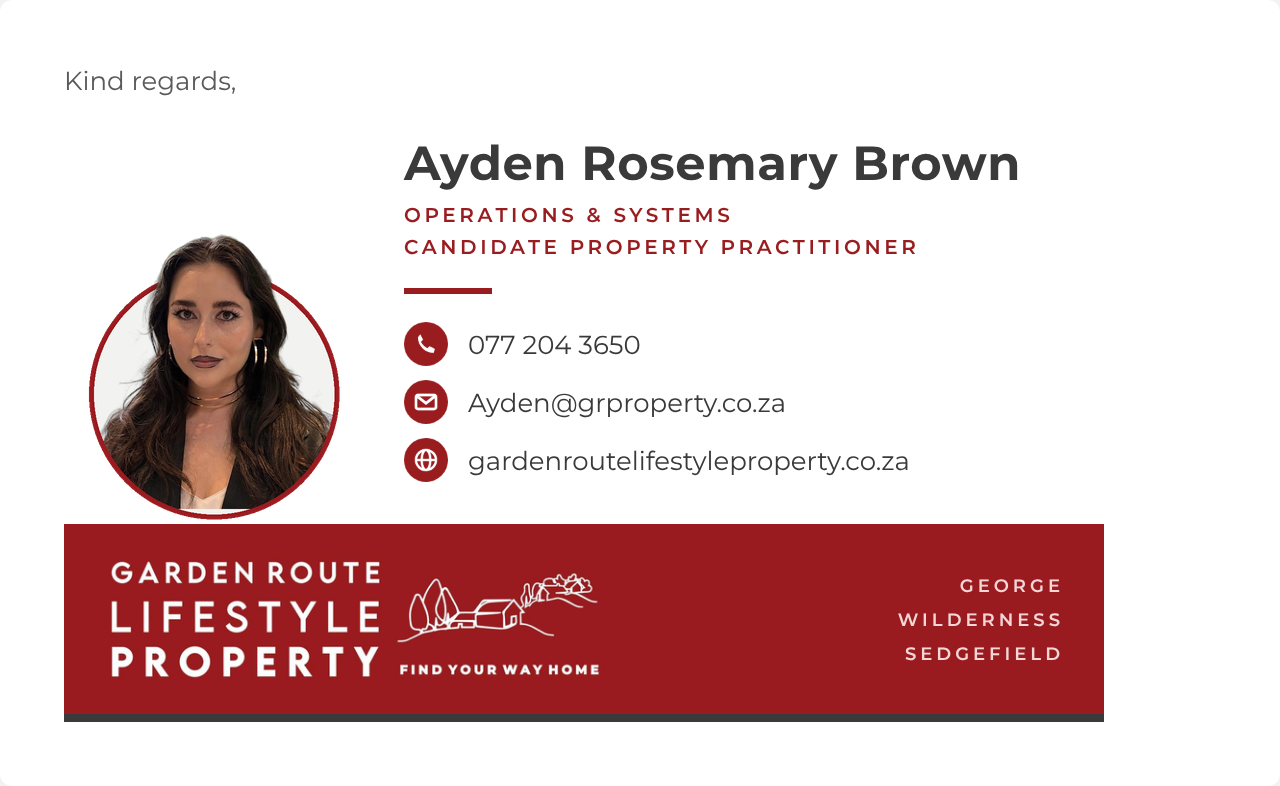 Kind regards,
Ayden Rosemary Brown
OPERATIONS & SYSTEMS
CANDIDATE PROPERTY PRACTITIONER
077 204 3650
Ayden@grproperty.co.za
gardenroutelifestyleproperty.co.za
GARDEN ROUTE
LIFESTYLE
PROPERTY
FIND YOUR WAY HOME
GEORGE
WILDERNESS
SEDGEFIELD